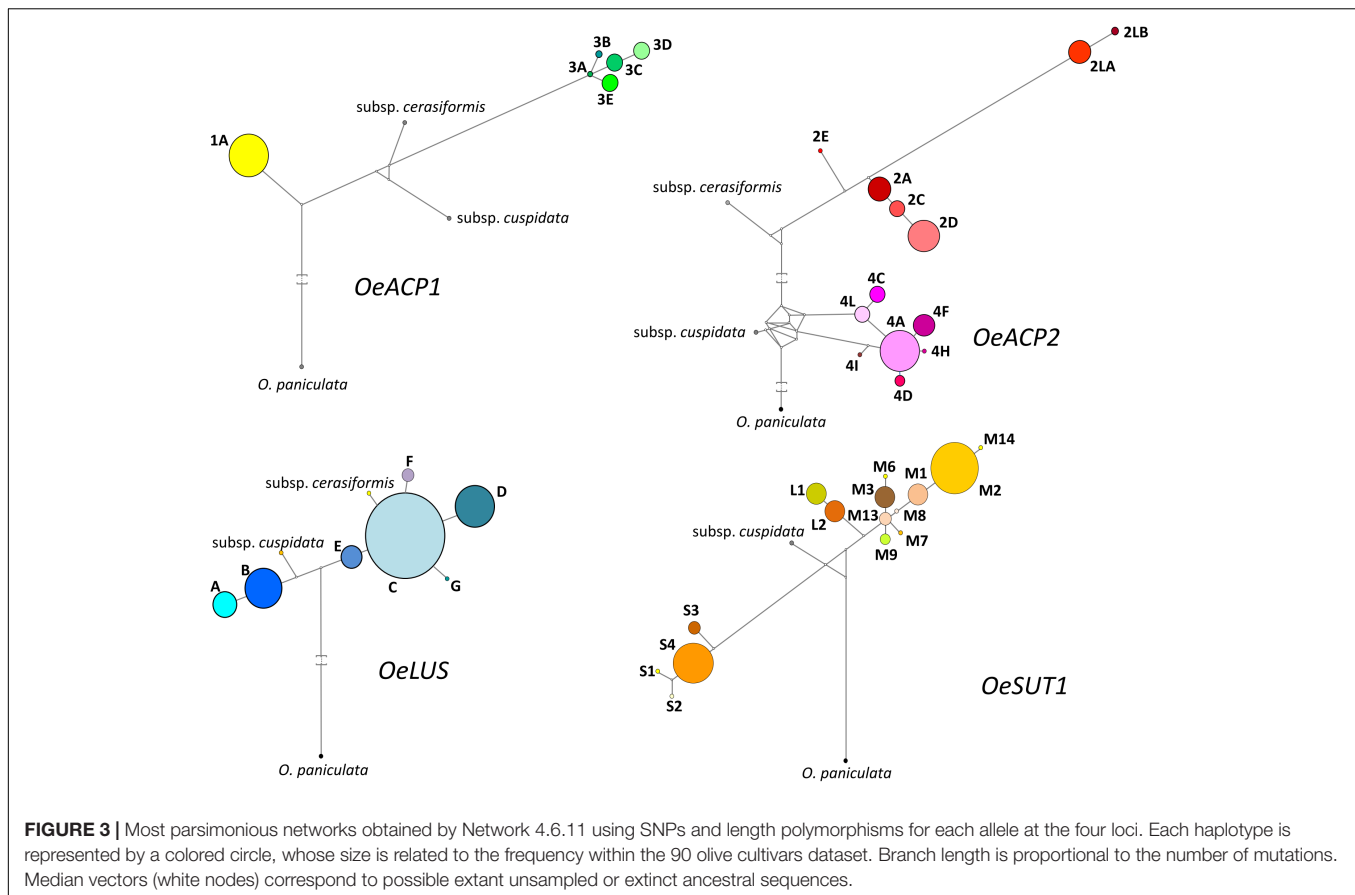 3B
3D
3A
3C
3E
subsp. cerasiformis
1A
subsp. cuspidata
OeACP1
O. paniculata
2LB
2LA
2E
2A
subsp. cerasiformis
2C
2D
4C
4L
4A
4F
subsp. cuspidata
OeACP2
4H
4I
4D
O. paniculata
F
subsp. cerasiformis
D
subsp. cuspidata
E
B
A
C
G
OeLUS
O. paniculata
M14
M6
M1
L1
M3
M2
L2
M13
M8
subsp. cuspidata
M7
M9
S3
S4
S1
S2
OeSUT1
O. paniculata
FIGURE 3 | Most parsimonious networks obtained by Network 4.6.11 using SNPs and length polymorphisms for each allele at the four loci. Each haplotype is
represented by a colored circle, whose size is related to the frequency within the 90 olive cultivars dataset. Branch length is proportional to the number of mutations.
Median vectors (white nodes) correspond to possible extant unsampled or extinct ancestral sequences.